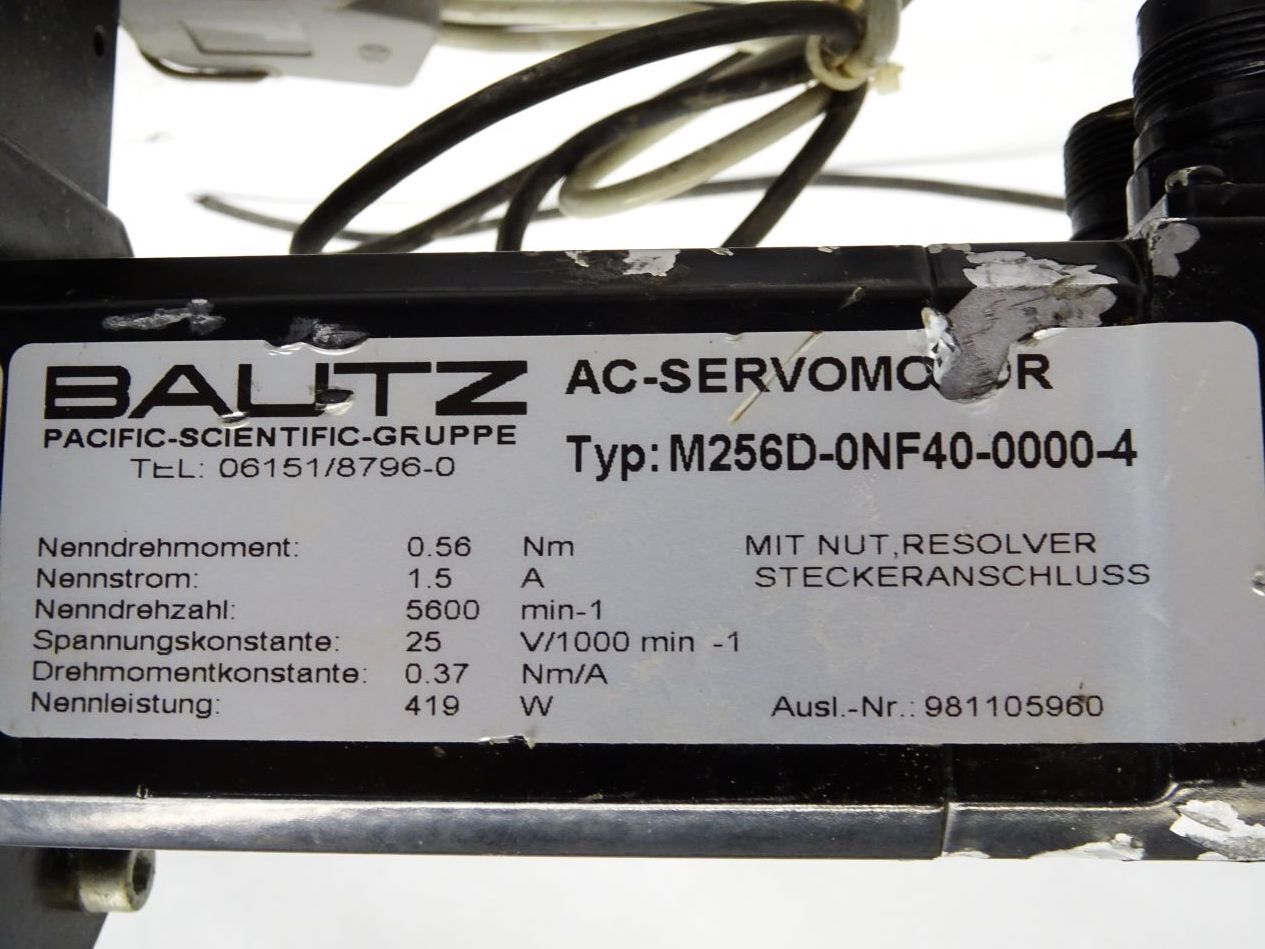 BAUTZ
PACIFIC-SCIENTIFIC-GRUPPE
TEL: 06151/8796-0
AC-SERVOMOTOR
Typ: M256D-0NF40-0000-4
Nenndrehmoment: 0.56 Nm
Nennstrom: 1.5 A
Nenndrehzahl: 5600 min-1
Spannungskonstante: 25 V/1000 min -1
Drehmomentkonstante: 0.37 Nm/A
Nennleistung: 419 W
MIT NUT,RESOLVER
STECKERANSCHLUSS
Ausl.-Nr.: 981105960